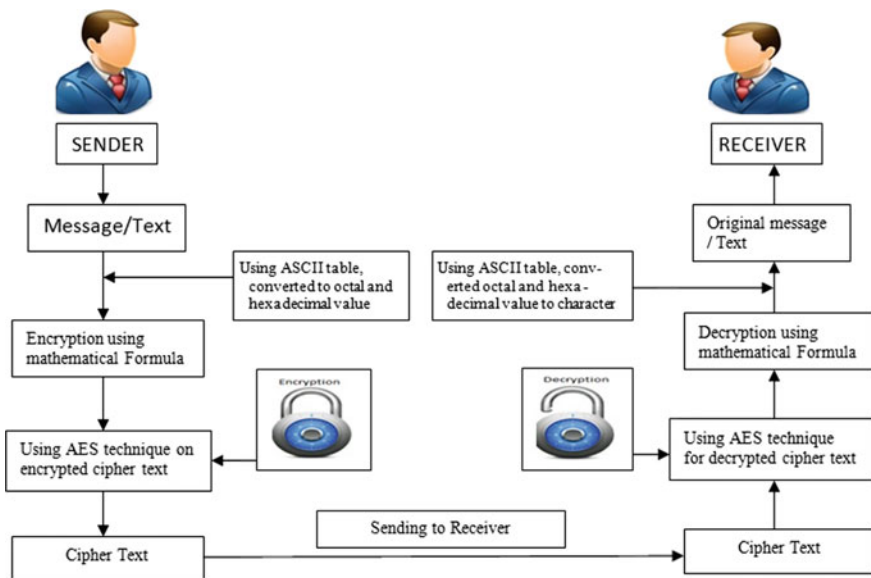 SENDER
RECEIVER
Message/Text
Original message
/ Text
Using ASCII table,
converted to octal and
hexadecimal value
Using ASCII table, conv-
erted octal and hexa-
decimal value to character
Encryption using
mathematical Formula
Decryption using
mathematical Formula
Encryption
Decryption
Using AES technique on
encrypted cipher text
Using AES technique
for decrypted cipher text
Sending to Receiver
Cipher Text
Cipher Text